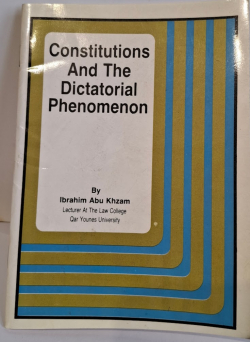 Constitutions
And The
Dictatorial
Phenomenon
By
Ibrahim Abu Khzam
Lecturer At The Law College
Qar Younes University